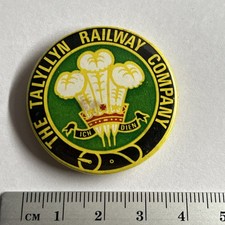 THE TALYLLYN RAILWAY COMPANY
ICH DIEN
CM 1 2 3 4 5